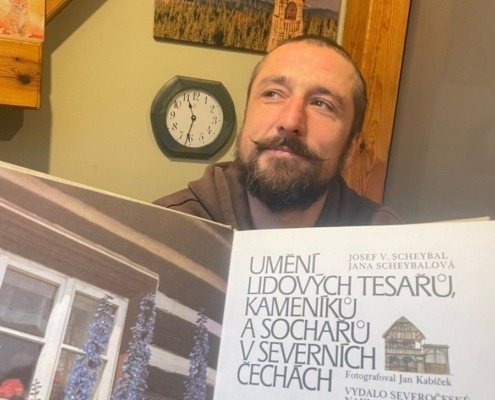 JOSEF V. SCHEYBAL
JANA SCHEYBALOVÁ
UMĚNÍ
LIDOVÝCH TESAŘŮ,
KAMENÍKŮ
A SOCHAŘŮ
V SEVERNÍCH
ČECHÁCH
Fotografoval Jan Kabíček
VYDALO SEVEROČESKÉ